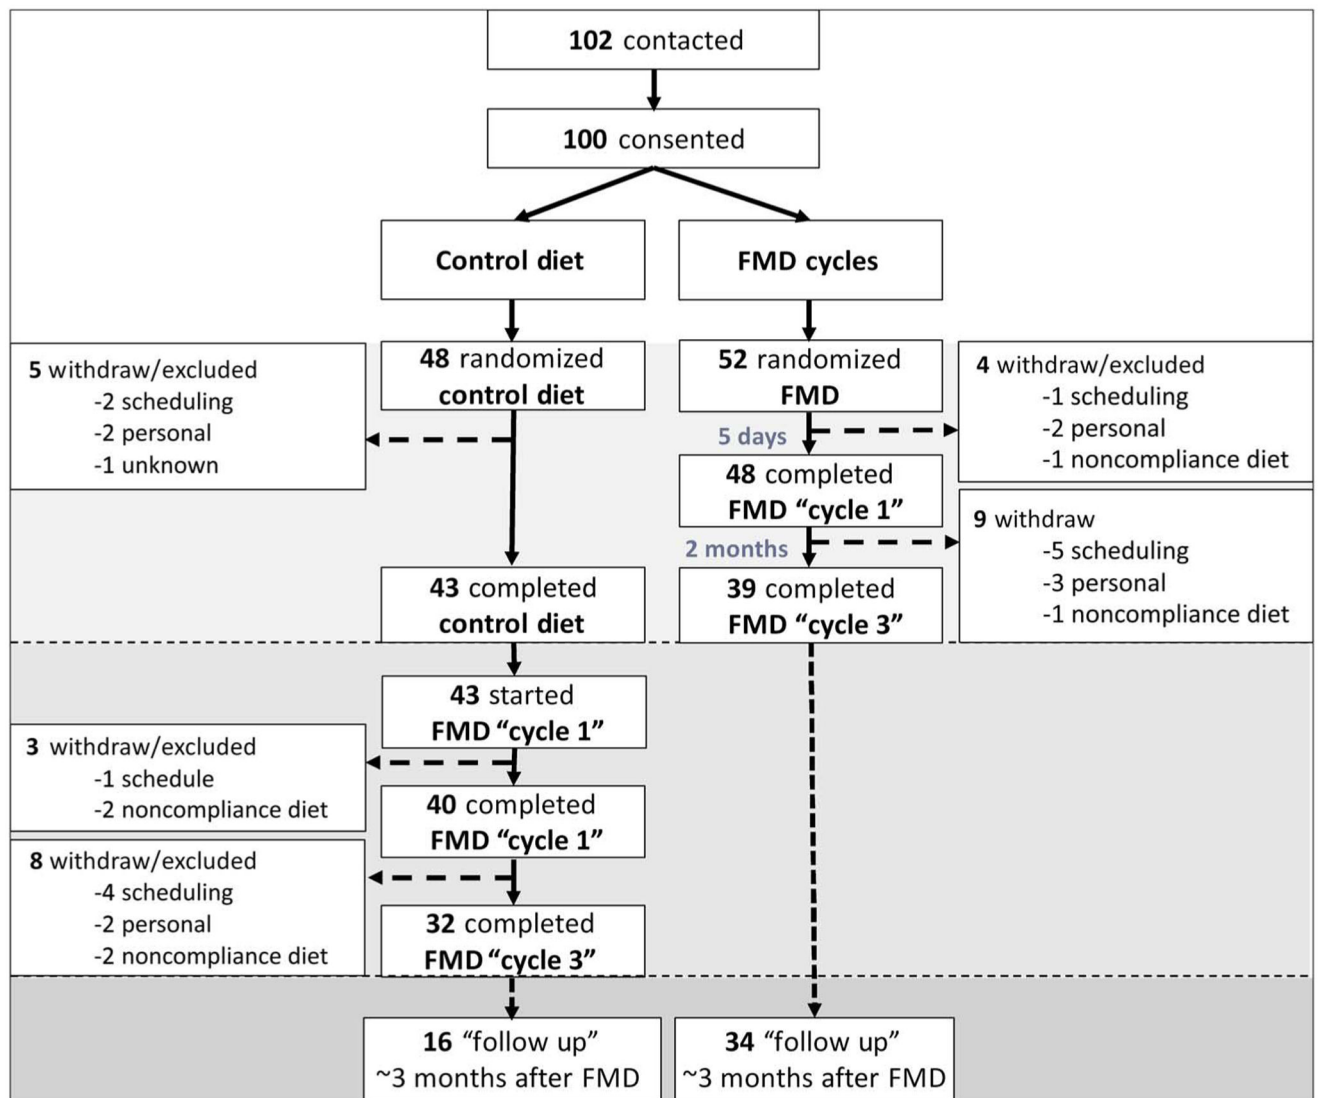 102 contacted
100 consented
Control diet
FMD cycles
48 randomized
control diet
52 randomized
FMD
5 withdraw/excluded
-2 scheduling
-2 personal
-1 unknown
4 withdraw/excluded
-1 scheduling
-2 personal
-1 noncompliance diet
5 days
48 completed
FMD “cycle 1”
2 months
9 withdraw
-5 scheduling
-3 personal
-1 noncompliance diet
43 completed
control diet
39 completed
FMD “cycle 3”
43 started
FMD “cycle 1”
3 withdraw/excluded
-1 schedule
-2 noncompliance diet
40 completed
FMD “cycle 1”
8 withdraw/excluded
-4 scheduling
-2 personal
-2 noncompliance diet
32 completed
FMD “cycle 3”
16 “follow up”
~3 months after FMD
34 “follow up”
~3 months after FMD